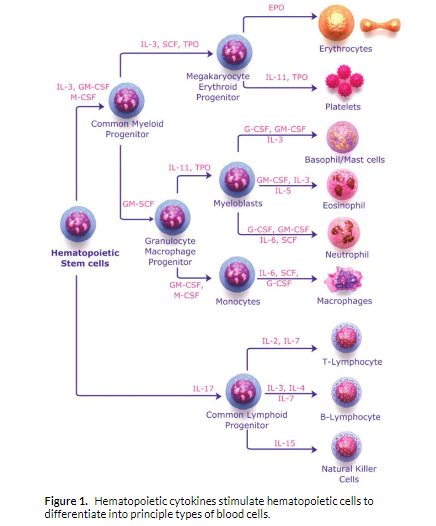 EPO
Erythrocytes
IL-3, SCF, TPO
Megakaryocyte
Erythroid
Progenitor
IL-11, TPO
Platelets
IL-3, GM-CSF
M-CSF
Common Myeloid
Progenitor
G-CSF, GM-CSF
IL-3
Basophil/Mast cells
IL-11, TPO
Myeloblasts
GM-CSF, IL-3
IL-5
Eosinophil
GM-SCF
Granulocyte
Macrophage
Progenitor
G-CSF, GM-CSF
IL-6, SCF
Neutrophil
Hematopoietic
Stem cells
GM-CSF,
M-CSF
Monocytes
IL-6, SCF,
G-CSF
Macrophages
IL-2, IL-7
T-Lymphocyte
IL-17
Common Lymphoid
Progenitor
IL-3, IL-4
IL-7
B-Lymphocyte
IL-15
Natural Killer
Cells
Figure 1. Hematopoietic cytokines stimulate hematopoietic cells to
differentiate into principle types of blood cells.